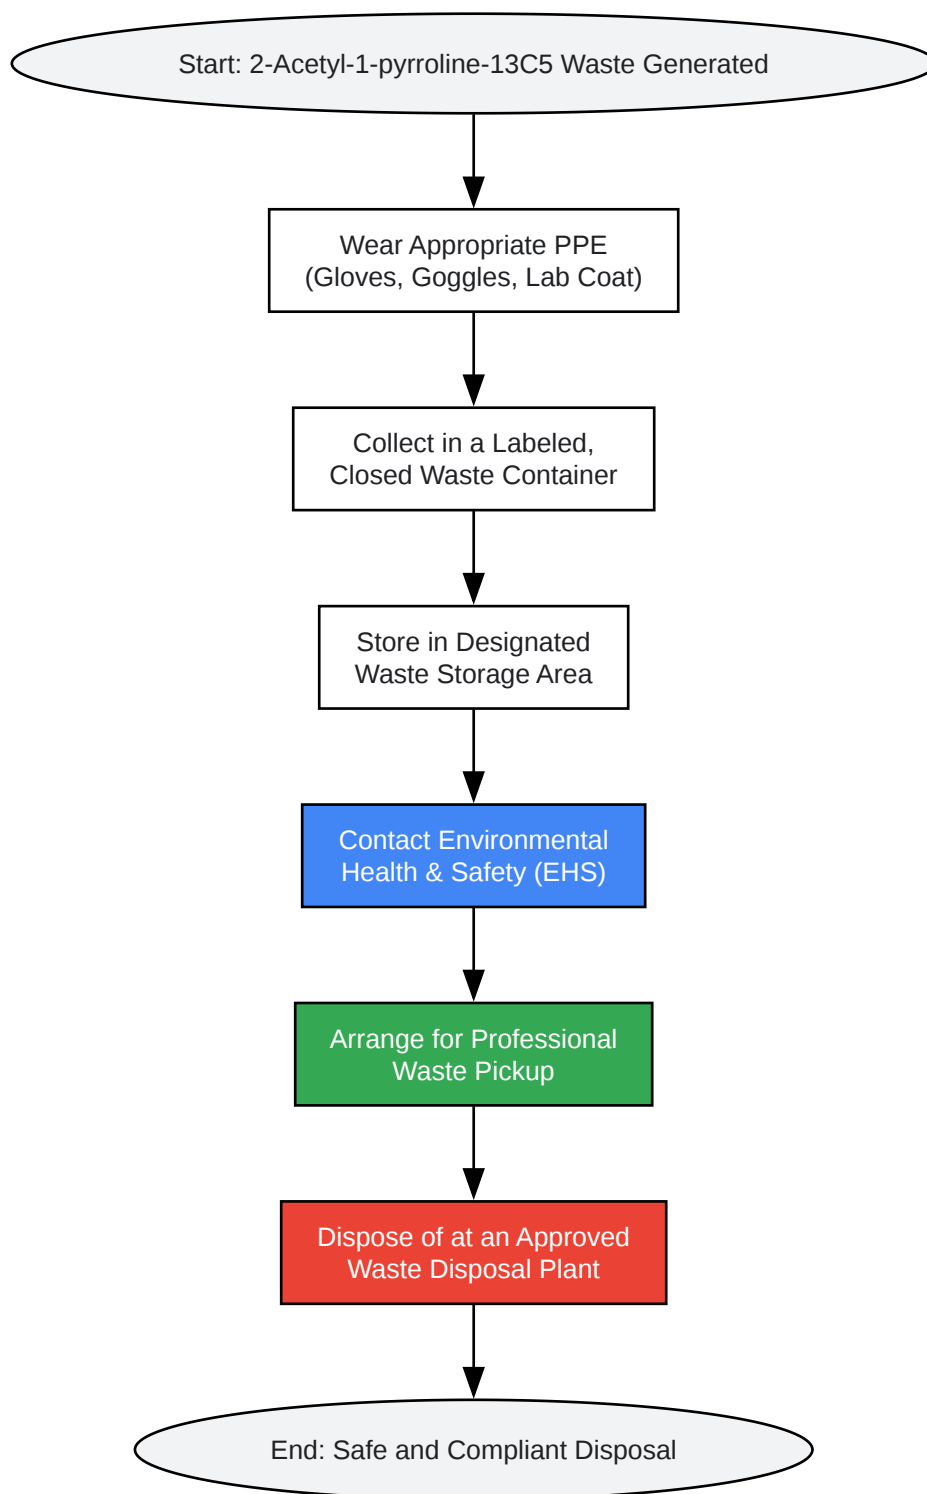 Start: 2-Acetyl-1-pyrroline-13C5 Waste Generated
Wear Appropriate PPE
(Gloves, Goggles, Lab Coat)
Collect in a Labeled,
Closed Waste Container
Store in Designated
Waste Storage Area
Contact Environmental
Health & Safety (EHS)
Arrange for Professional
Waste Pickup
Dispose of at an Approved
Waste Disposal Plant
End: Safe and Compliant Disposal